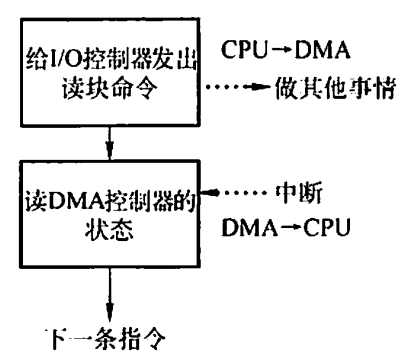 给I/O控制器发出
读块命令
CPU→DMA
做其他事情
读DMA控制器的
状态
中断
DMA→CPU
下一条指令